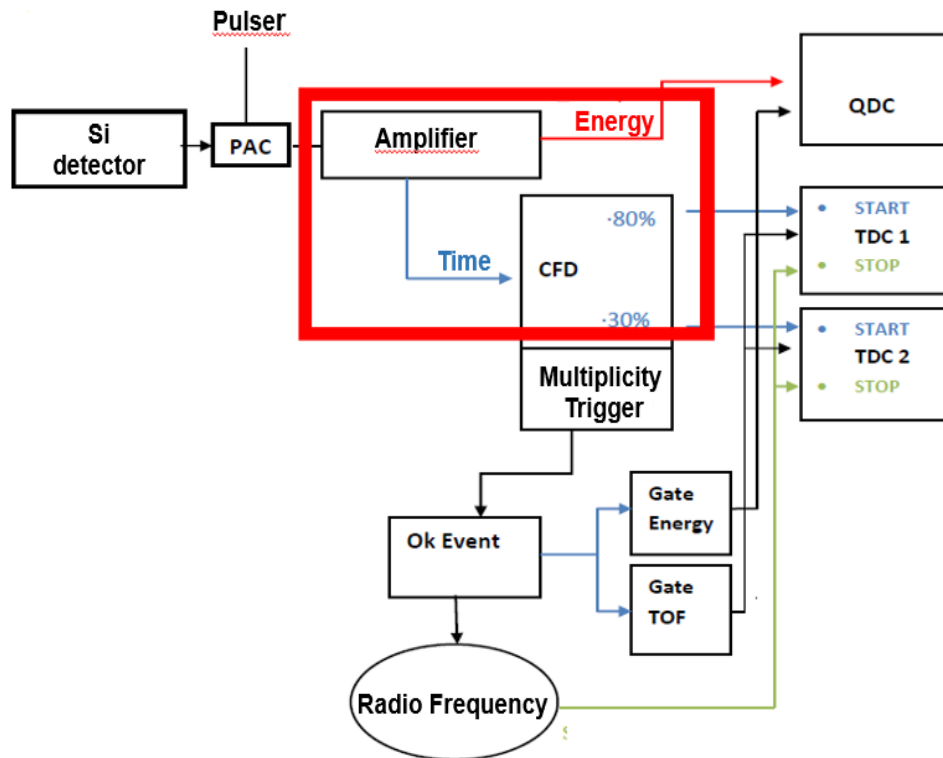 Pulser
Si
detector
PAC
Amplifier
Energy
QDC
Time
CFD
·80%
·30%
• START
TDC 1
• STOP
• START
TDC 2
• STOP
Multiplicity
Trigger
Ok Event
Gate
Energy
Gate
TOF
Radio Frequency